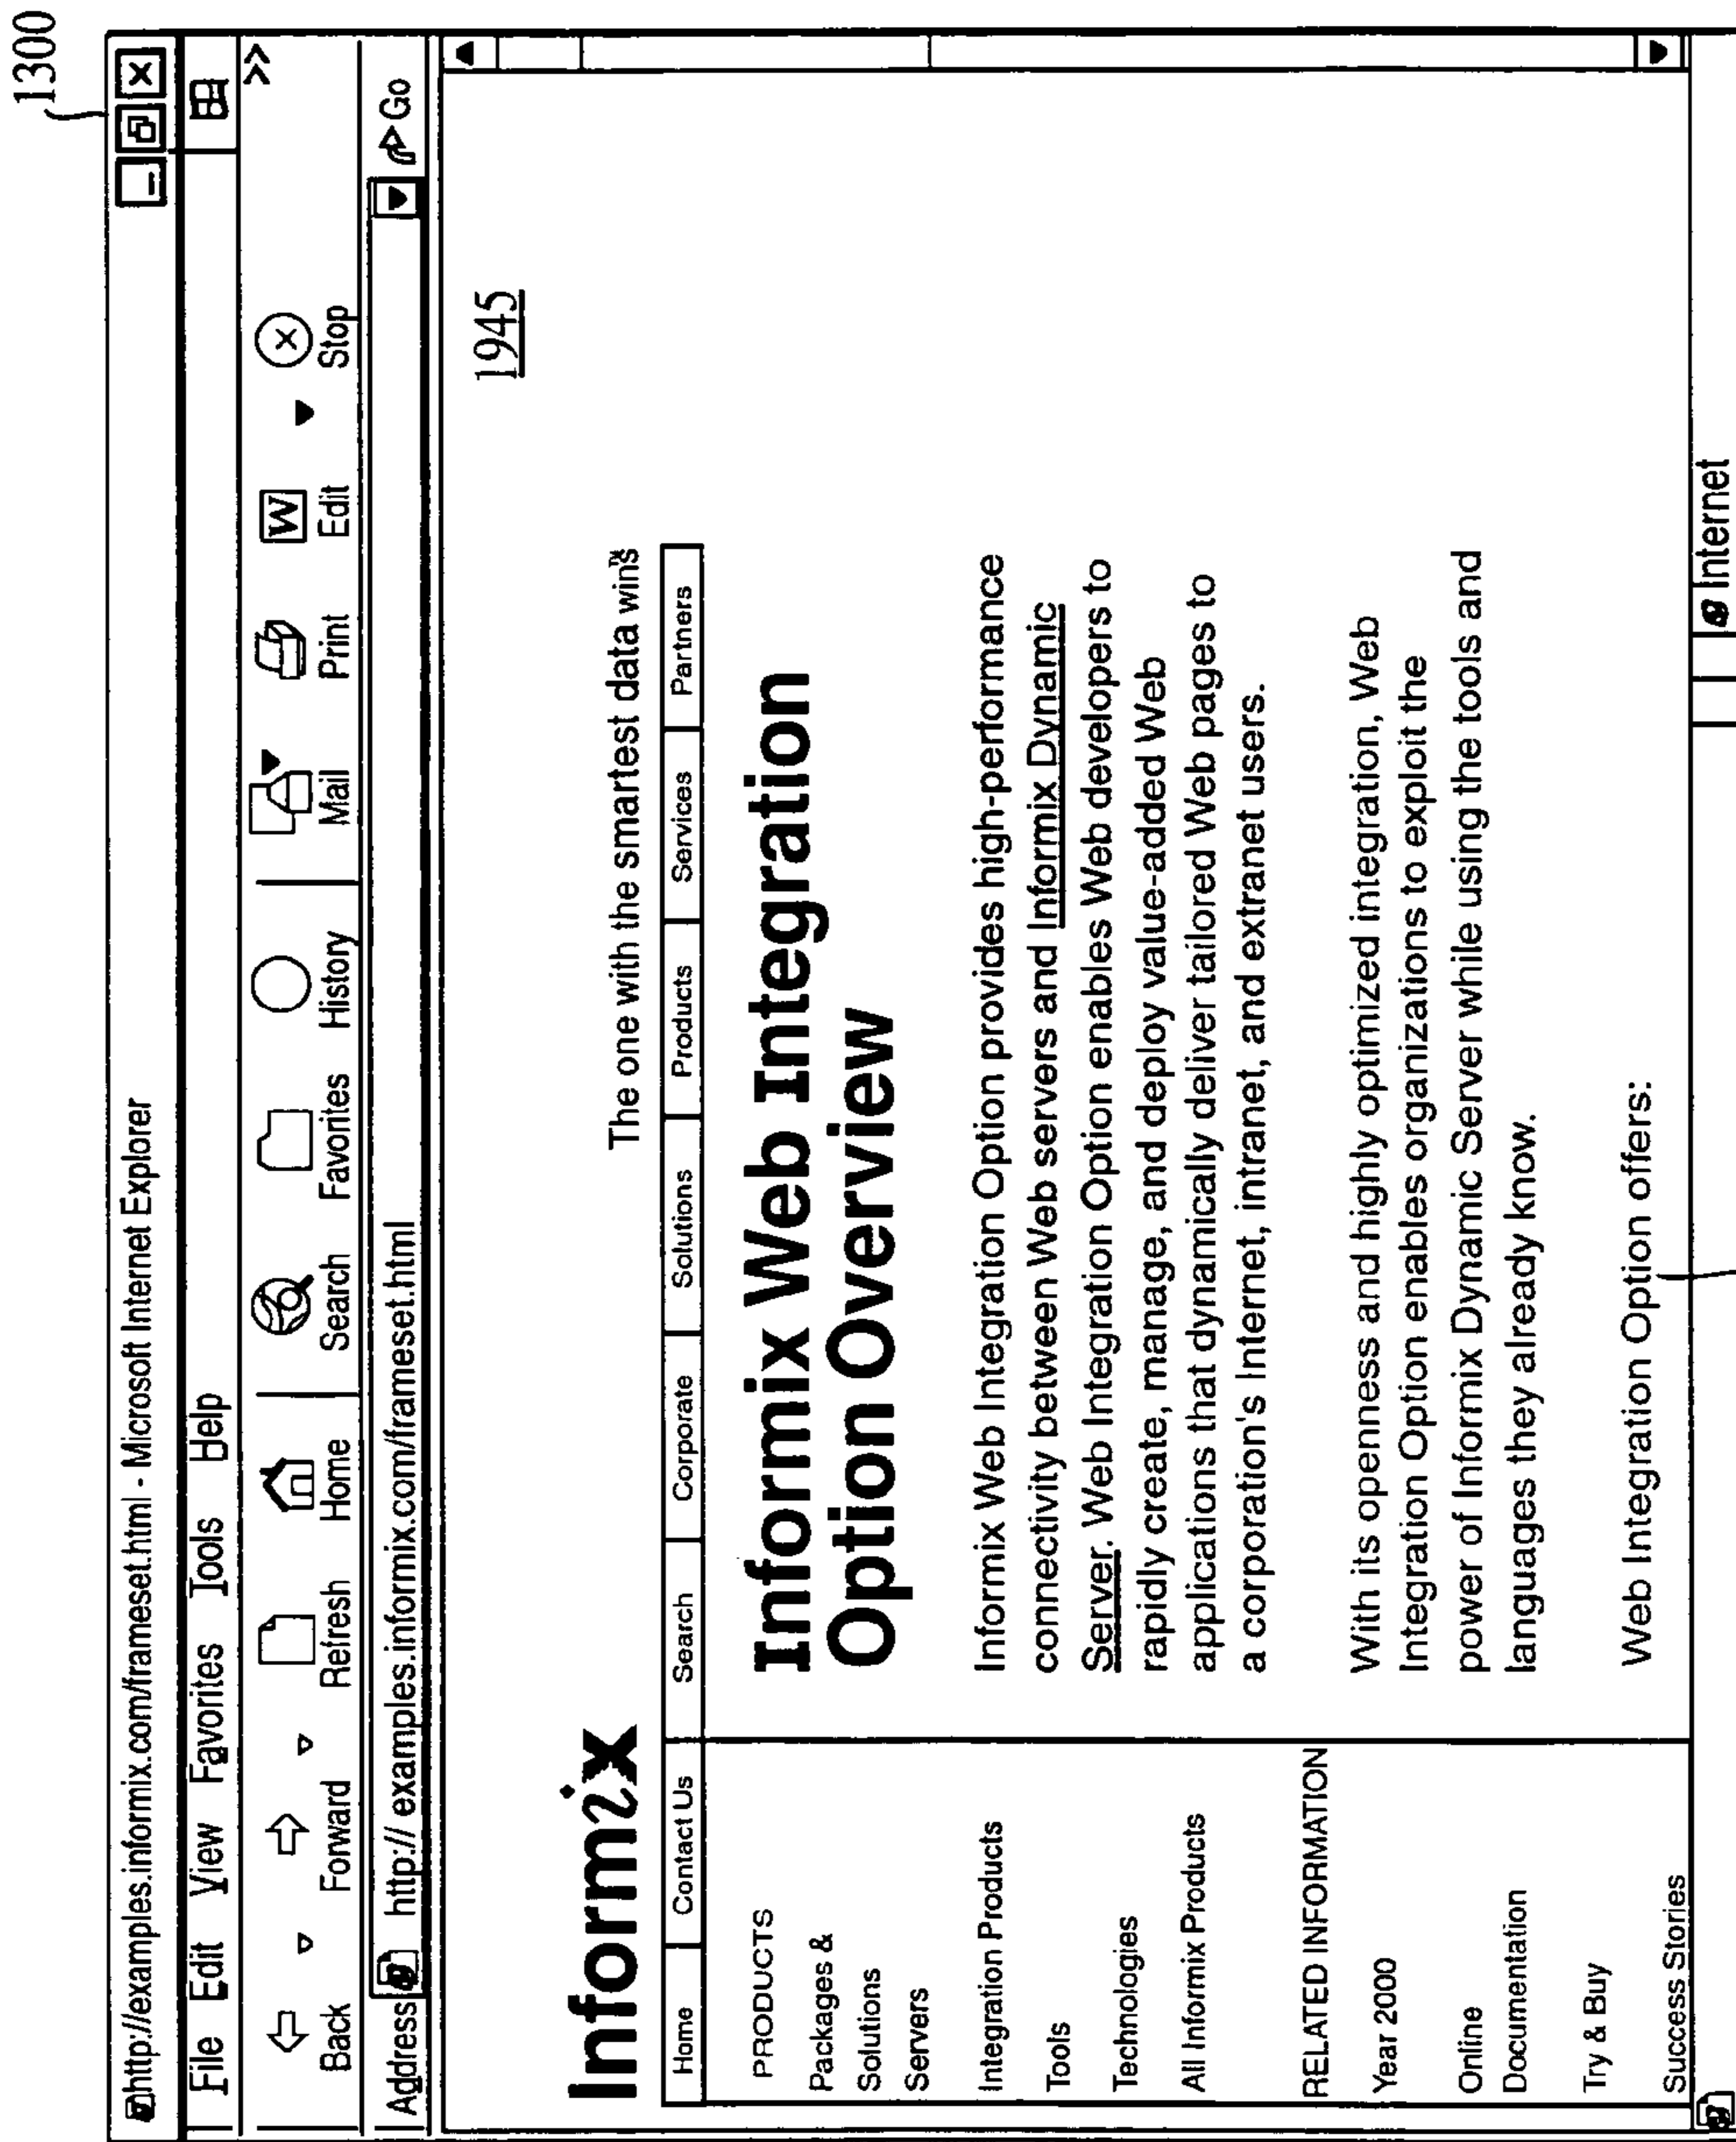 1300
http://examples.informix.com/frameset.html - Microsoft Internet Explorer
File Edit View Favorites Tools Help
Back Forward Refresh Home Search Favorites History Mail Print Edit Stop
Address http:// examples.informix.com/frameset.html Go
1945
Informix
The one with the smartest data wins™
Home Contact Us Search Corporate Solutions Products Services Partners
PRODUCTS
Packages &
Solutions
Servers
Integration Products
Tools
Technologies
All Informix Products
RELATED INFORMATION
Year 2000
Online
Documentation
Try & Buy
Success Stories
Informix Web Integration
Option Overview
Informix Web Integration Option provides high-performance
connectivity between Web servers and Informix Dynamic
Server. Web Integration Option enables Web developers to
rapidly create, manage, and deploy value-added Web
applications that dynamically deliver tailored Web pages to
a corporation's Internet, intranet, and extranet users.
With its openness and highly optimized integration, Web
Integration Option enables organizations to exploit the
power of Informix Dynamic Server while using the tools and
languages they already know.
Web Integration Option offers:
Internet